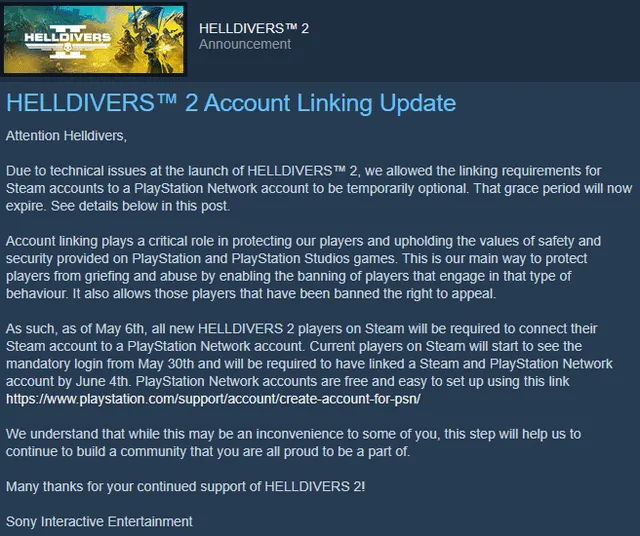 HELLDIVERS
II
HELLDIVERS™ 2
Announcement
HELLDIVERS™ 2 Account Linking Update
Attention Helldivers,
Due to technical issues at the launch of HELLDIVERS™ 2, we allowed the linking requirements for
Steam accounts to a PlayStation Network account to be temporarily optional. That grace period will now
expire. See details below in this post.
Account linking plays a critical role in protecting our players and upholding the values of safety and
security provided on PlayStation and PlayStation Studios games. This is our main way to protect
players from griefing and abuse by enabling the banning of players that engage in that type of
behaviour. It also allows those players that have been banned the right to appeal.
As such, as of May 6th, all new HELLDIVERS 2 players on Steam will be required to connect their
Steam account to a PlayStation Network account. Current players on Steam will start to see the
mandatory login from May 30th and will be required to have linked a Steam and PlayStation Network
account by June 4th. PlayStation Network accounts are free and easy to set up using this link
https://www.playstation.com/support/account/create-account-for-psn/
We understand that while this may be an inconvenience to some of you, this step will help us to
continue to build a community that you are all proud to be a part of.
Many thanks for your continued support of HELLDIVERS 2!
Sony Interactive Entertainment